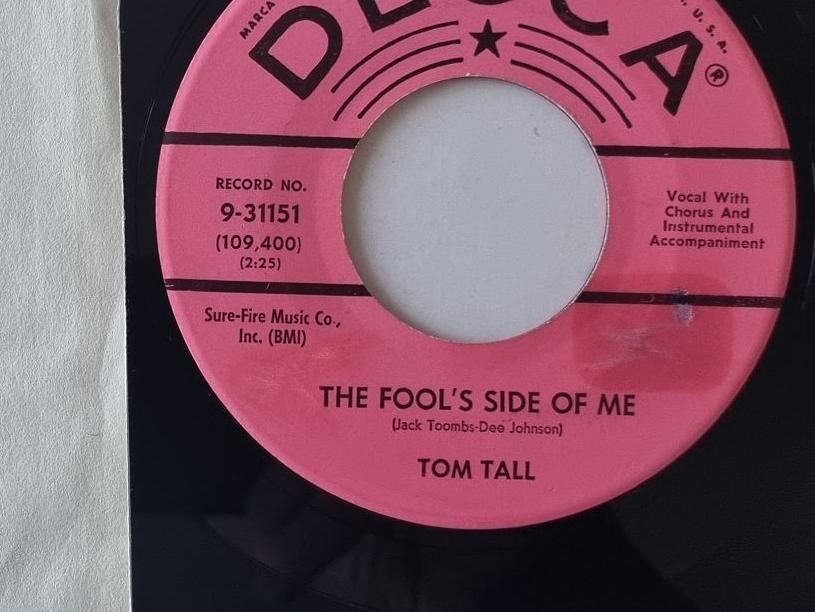 MARCA
DECCA
U. S. A.
®
RECORD NO.
9-31151
(109,400)
(2:25)
Vocal With
Chorus And
Instrumental
Accompaniment
Sure-Fire Music Co.,
Inc. (BMI)
THE FOOL'S SIDE OF ME
(Jack Toombs-Dee Johnson)
TOM TALL